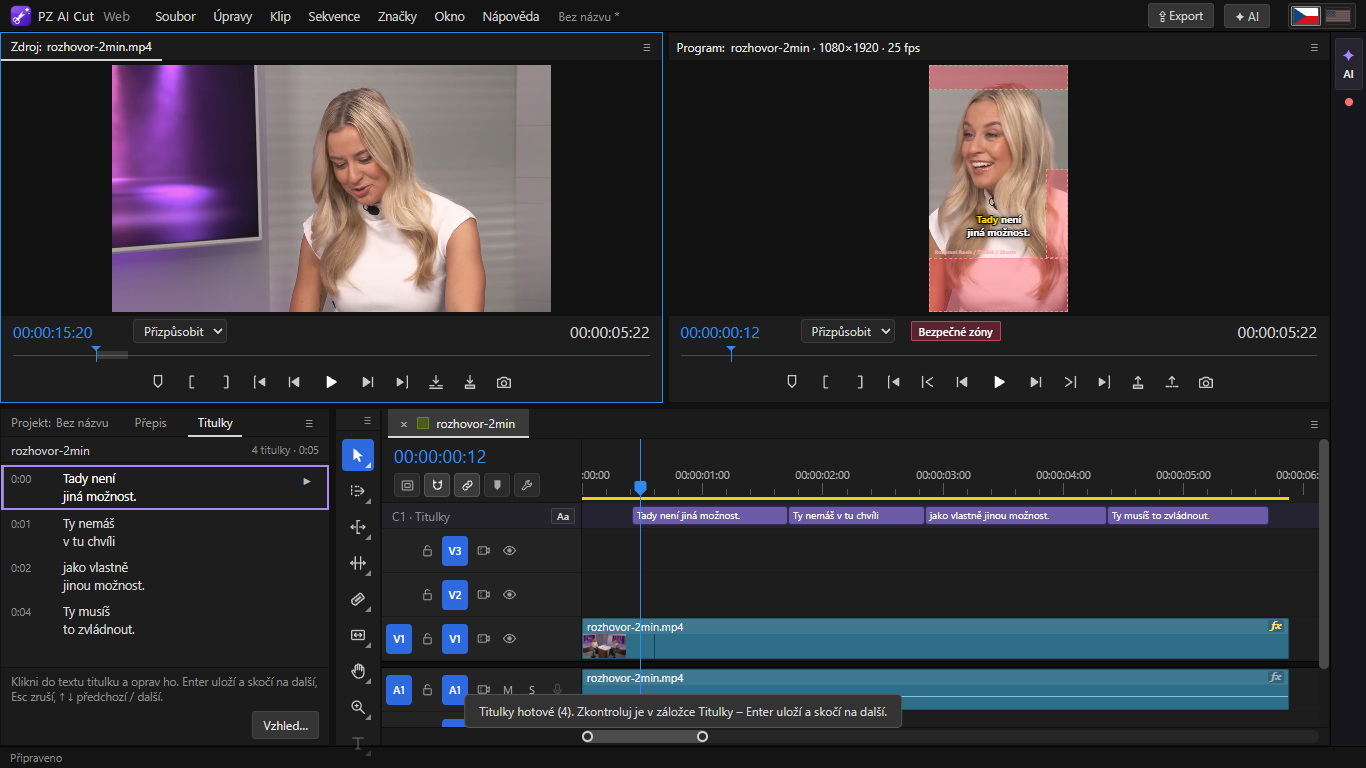 PZ AI Cut Web Soubor Úpravy Klip Sekvence Značky Okno Nápověda Bez názvu * Export AI
Zdroj: rozhovor-2min.mp4
Program: rozhovor-2min · 1080×1920 · 25 fps
AI
Tady není
jiná možnost.
00:00:15:20 Přizpůsobit 00:00:05:22
00:00:00:12 Přizpůsobit Bezpečné zóny 00:00:05:22
Projekt: Bez názvu Přepis Titulky
rozhovor-2min 4 titulky · 0:05
0:00 Tady není
jiná možnost.
0:01 Ty nemáš
v tu chvíli
0:02 jako vlastně
jinou možnost.
0:04 Ty musíš
to zvládnout.
Klikni do textu titulku a oprav ho. Enter uloží a skočí na další,
Esc zruší, ↑↓ předchozí / další.
Vzhled...
× rozhovor-2min
00:00:00:12
:00:00 00:00:01:00 00:00:02:00 00:00:03:00 00:00:04:00 00:00:05:00 00:00:06:
C1 · Titulky Aa Tady není jiná možnost. Ty nemáš v tu chvíli jako vlastně jinou možnost. Ty musíš to zvládnout.
V3
V2
V1 V1 rozhovor-2min.mp4 fx
A1 A1 M S rozhovor-2min.mp4 fx
Titulky hotové (4). Zkontroluj je v záložce Titulky – Enter uloží a skočí na další.
Připraveno